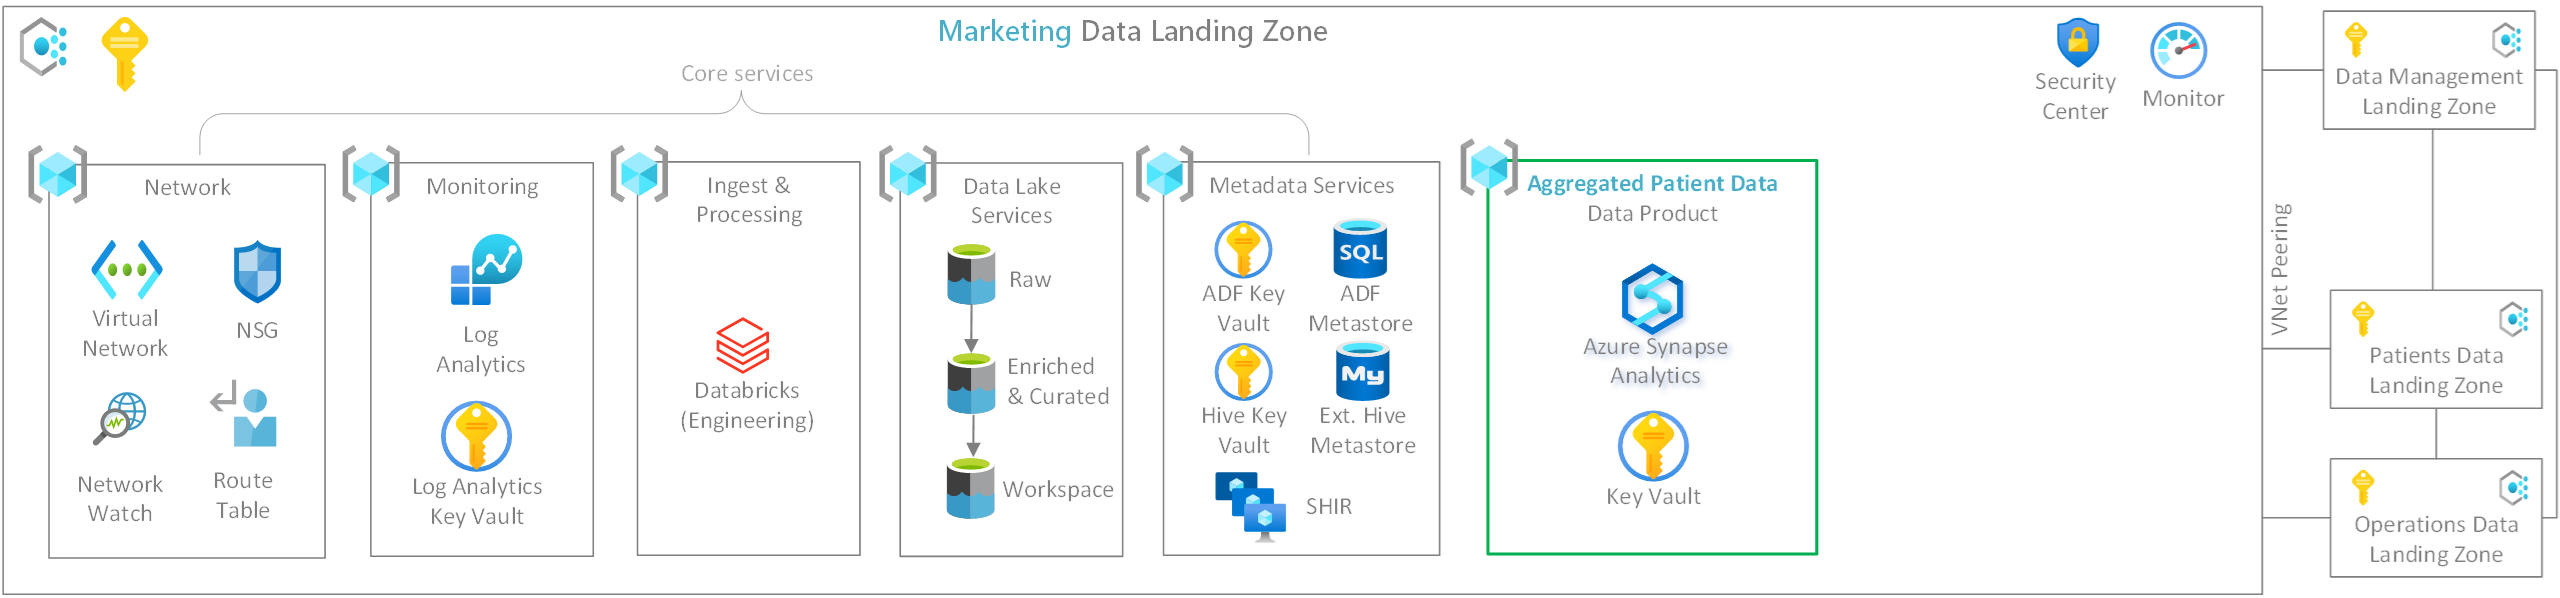 Marketing Data Landing Zone
Core services
Security
Center
Monitor
Network
Virtual
Network
NSG
Network
Watch
Route
Table
Monitoring
Log
Analytics
Log Analytics
Key Vault
Ingest &
Processing
Databricks
(Engineering)
Data Lake
Services
Raw
Enriched
& Curated
Workspace
Metadata Services
ADF Key
Vault
SQL
ADF
Metastore
Hive Key
Vault
My
Ext. Hive
Metastore
SHIR
Aggregated Patient Data
Data Product
Azure Synapse
Analytics
Key Vault
VNet Peering
Data Management
Landing Zone
Patients Data
Landing Zone
Operations Data
Landing Zone